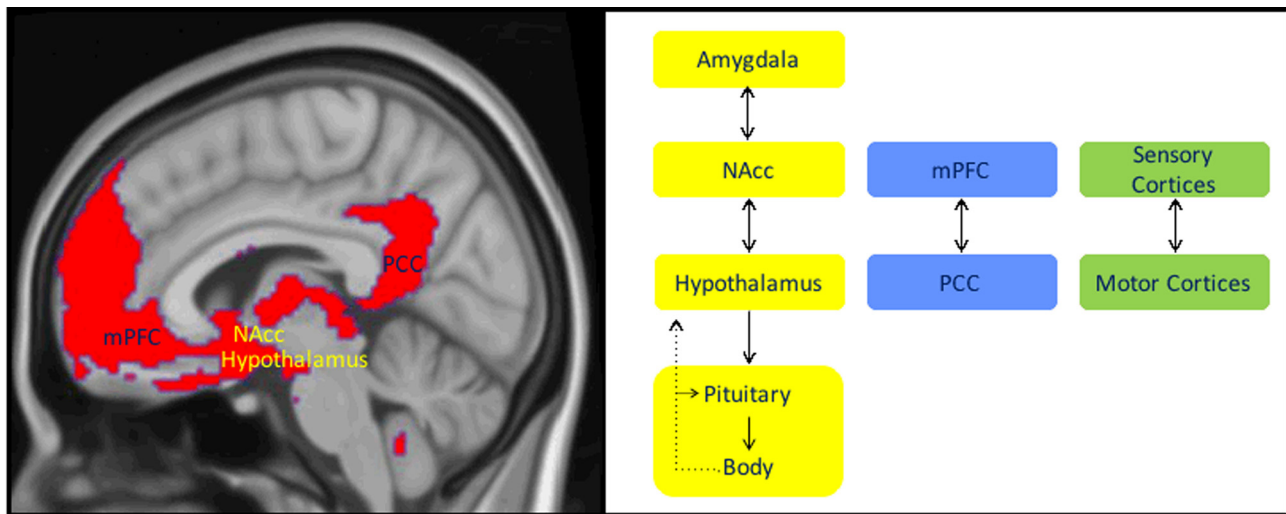 mPFC
NAcc
Hypothalamus
PCC
Amygdala
NAcc
mPFC
Sensory
Cortices
Hypothalamus
PCC
Motor Cortices
Pituitary
Body